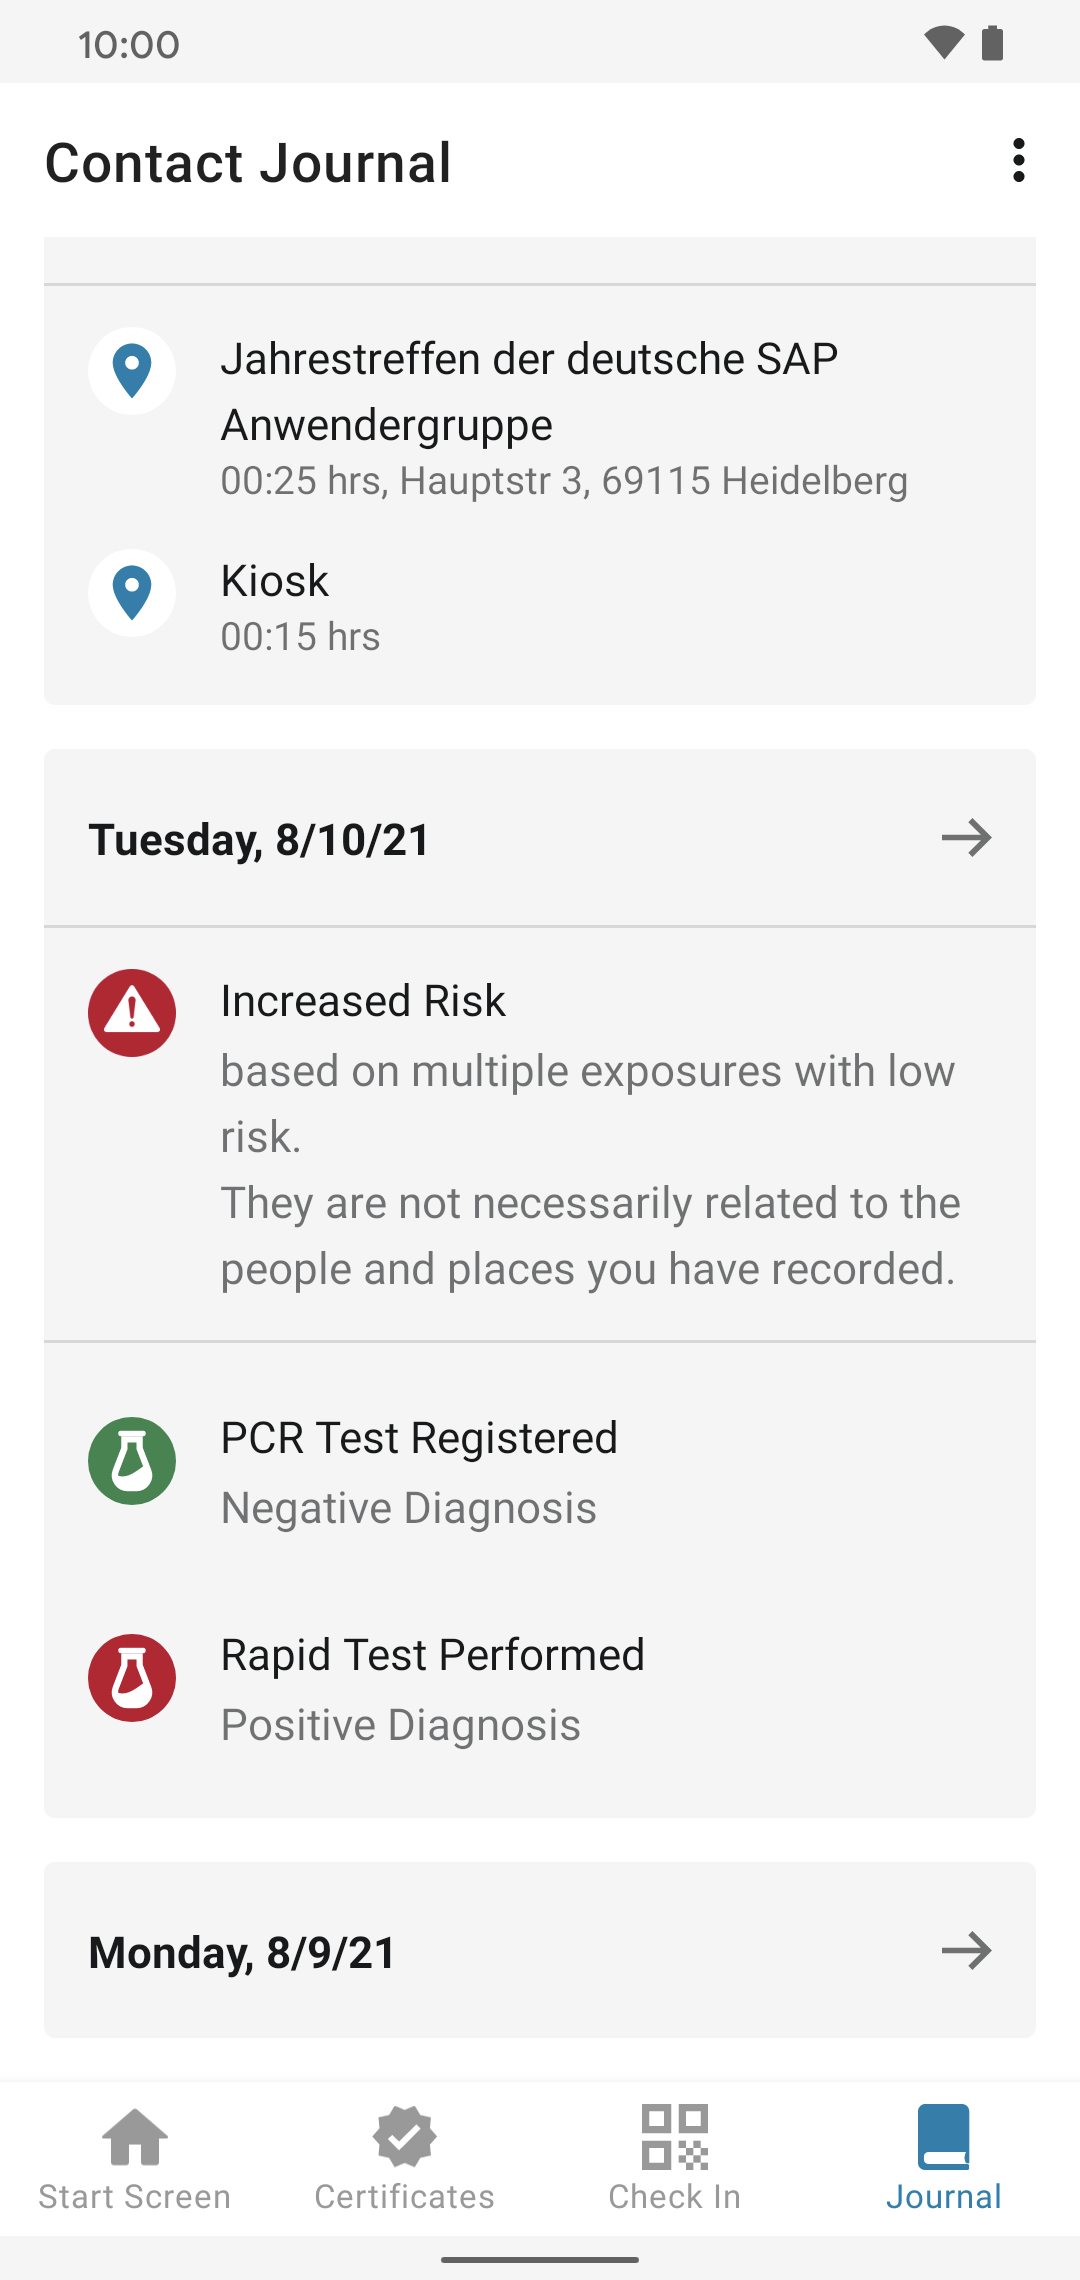 10:00
Contact Journal
Jahrestreffen der deutsche SAP
Anwendergruppe
00:25 hrs, Hauptstr 3, 69115 Heidelberg
Kiosk
00:15 hrs
Tuesday, 8/10/21
Increased Risk
based on multiple exposures with low
risk.
They are not necessarily related to the
people and places you have recorded.
PCR Test Registered
Negative Diagnosis
Rapid Test Performed
Positive Diagnosis
Monday, 8/9/21
Start Screen
Certificates
Check In
Journal